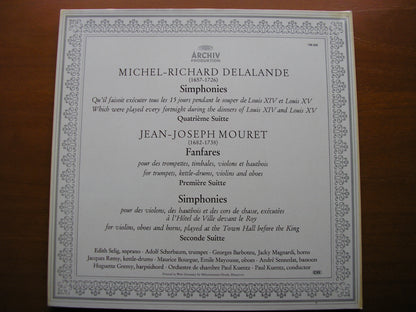 ARCHIV
PRODUKTION
MICHEL-RICHARD DELALANDE
(1657-1726)
Simphonies
Qu'il faisoit exécuter tous les 15 jours pendant le souper de Louis XIV et Louis XV
Which were played every fortnight during the dinners of Louis XIV and Louis XV
Quatrième Suitte
JEAN-JOSEPH MOURET
(1682-1738)
Fanfares
pour des trompettes, timbales, violons et hautbois
for trumpets, kettle-drums, violins and oboes
Première Suitte
Simphonies
pour des violons, des hautbois et des cors de chasse, exécutées
à l'Hôtel de Ville devant le Roy
for violins, oboes and horns, played at the Town Hall before the King
Seconde Suitte
Edith Selig, soprano · Adolf Scherbaum, trumpet · Georges Barboteu, Jacky Magnardi, horns
Jacques Remy, kettle-drums · Maurice Bourgue, Emile Mayousse, oboes · André Sennedat, bassoon
Huguette Gremy, harpsichord · Orchestre de chambre Paul Kuentz · Paul Kuentz, conductor